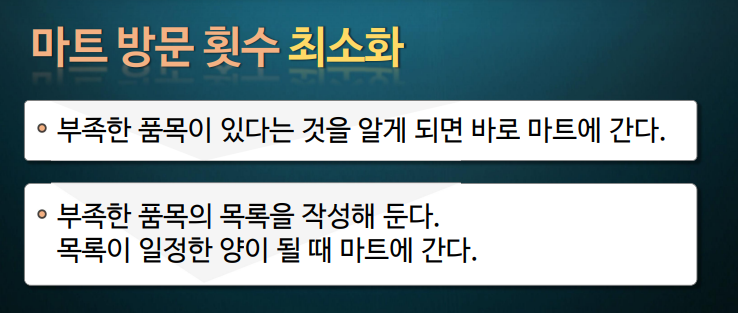 마트 방문 횟수 최소화
부족한 품목이 있다는 것을 알게 되면 바로 마트에 간다.
부족한 품목의 목록을 작성해 둔다.
목록이 일정한 양이 될 때 마트에 간다.